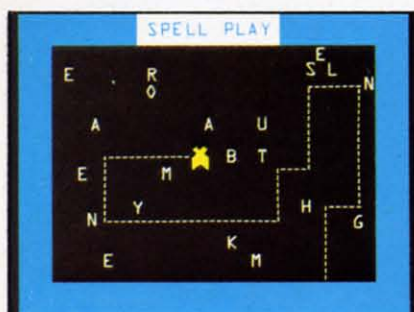 SPELL PLAY
E
E R S L N
O
A A U
B T
E M
Y H
N G
K
E M